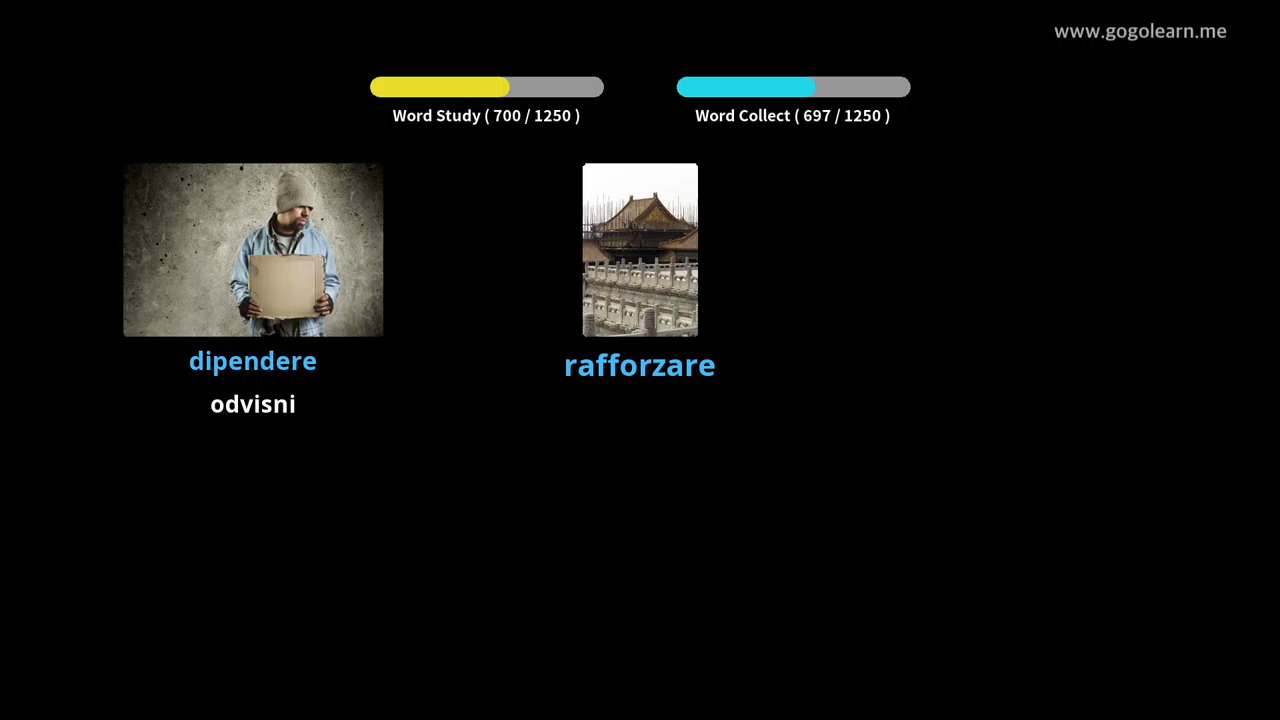 www.gogolearn.me
Word Study ( 700 / 1250 )
Word Collect ( 697 / 1250 )
dipendere
odvisni
rafforzare